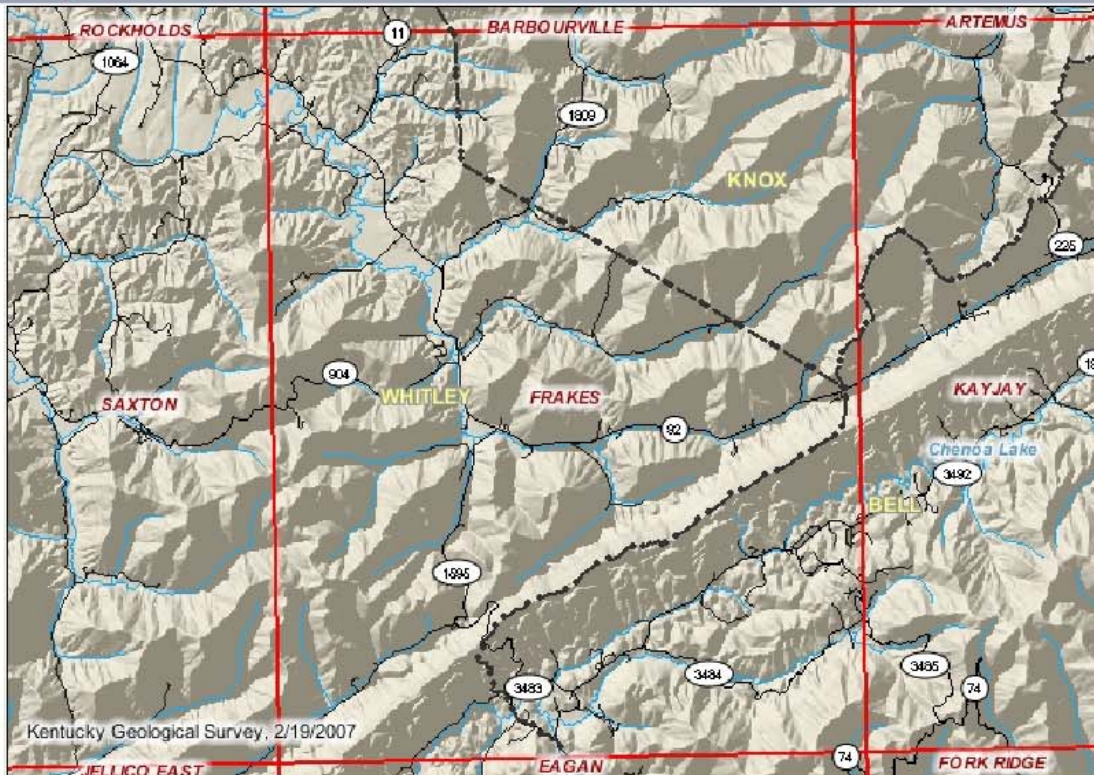 ROCKHOLDS
11
BARBOURVILLE
ARTEMUS
1064
1809
KNOX
225
904
WHITLEY
FRAKES
SAXTON
92
KAYJAY
18
Chenoa Lake
3492
BELL
1595
3484
3485
3483
74
Kentucky Geological Survey, 2/19/2007
JELLICO EAST
EAGAN
74
FORK RIDGE